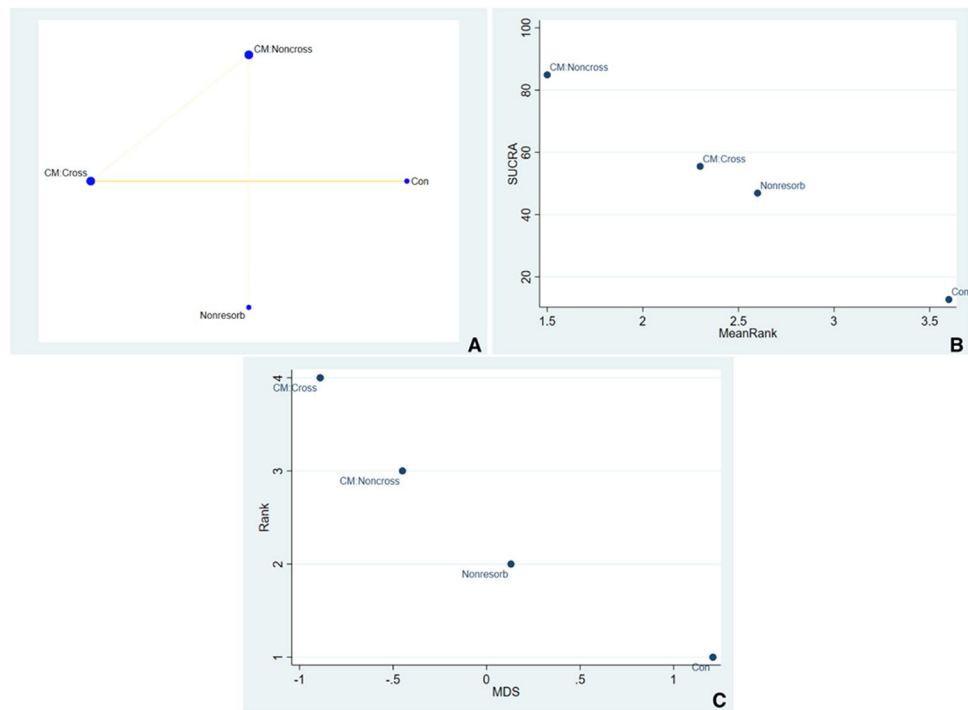 CM:Noncross
CM:Cross
Con
Nonresorb
A
SUCRA
100
80
60
40
20
CM:Noncross
CM:Cross
Nonresorb
Con
1.5
2
2.5
3
3.5
MeanRank
B
Rank
4
3
2
1
CM:Cross
CM:Noncross
Nonresorb
Con
-1
-.5
0
.5
1
MDS
C